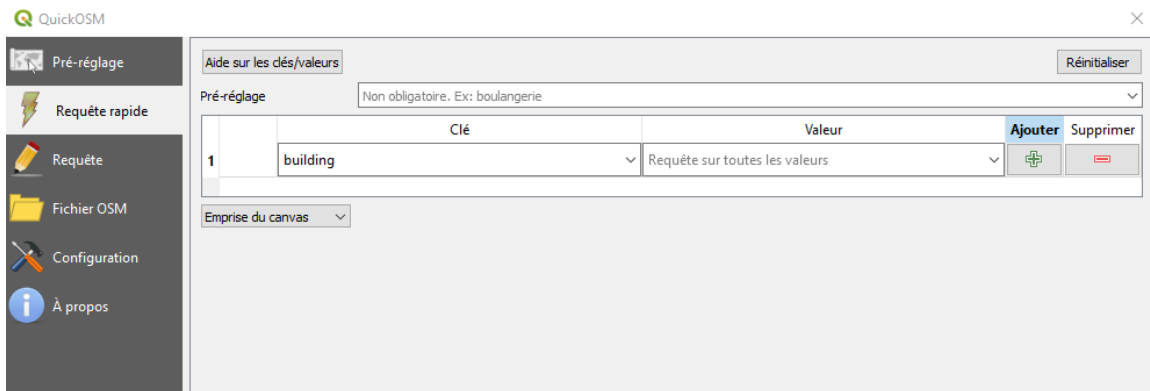 QuickOSM
Pré-réglage
Requête rapide
Requête
Fichier OSM
Configuration
À propos
Aide sur les clés/valeurs
Réinitialiser
Pré-réglage Non obligatoire. Ex: boulangerie
Clé Valeur Ajouter Supprimer
1 building Requête sur toutes les valeurs
Emprise du canvas